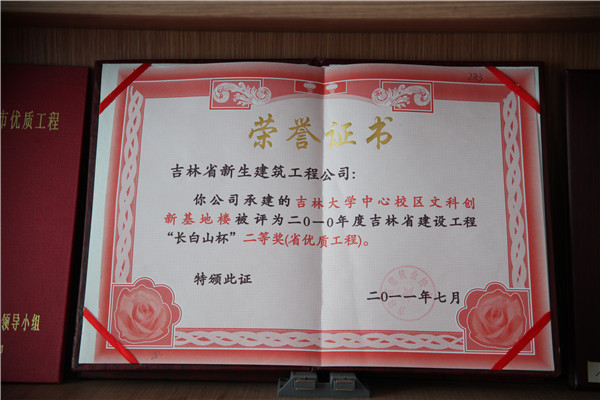 荣誉证书
吉林省新生建筑工程公司：
你公司承建的吉林大学中心校区文科创
新基地楼被评为二0一0年度吉林省建设工程
“长白山杯”二等奖(省优质工程)。
特颁此证
二0一一年七月
市优质工程
领导小组